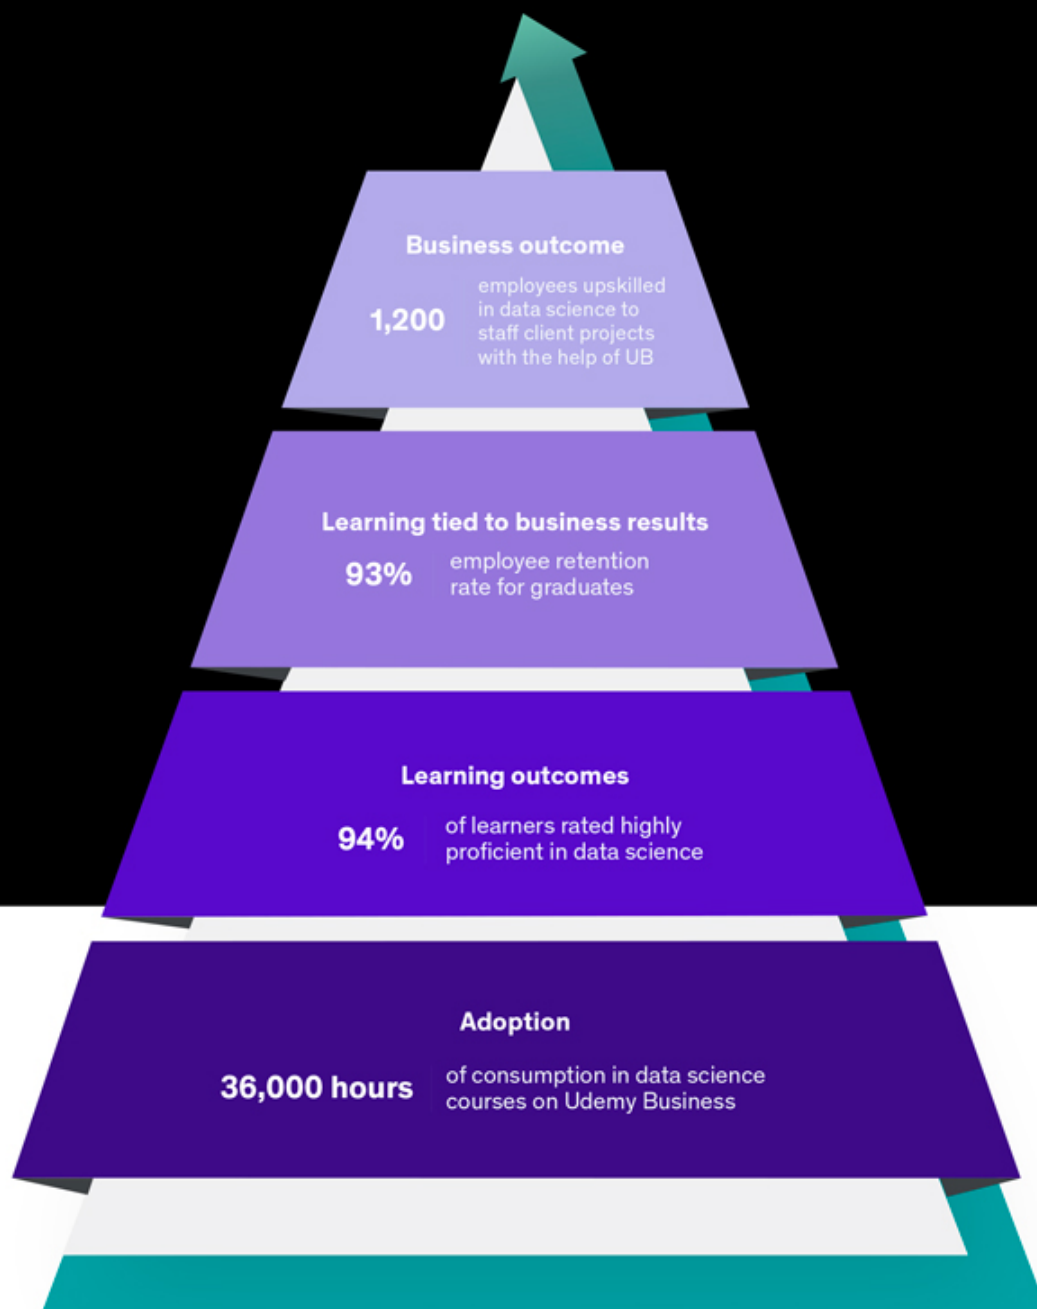 Business outcome
1,200
employees upskilled
in data science to
staff client projects
with the help of UB
Learning tied to business results
93%
employee retention
rate for graduates
Learning outcomes
94%
of learners rated highly
proficient in data science
Adoption
36,000 hours
of consumption in data science
courses on Udemy Business